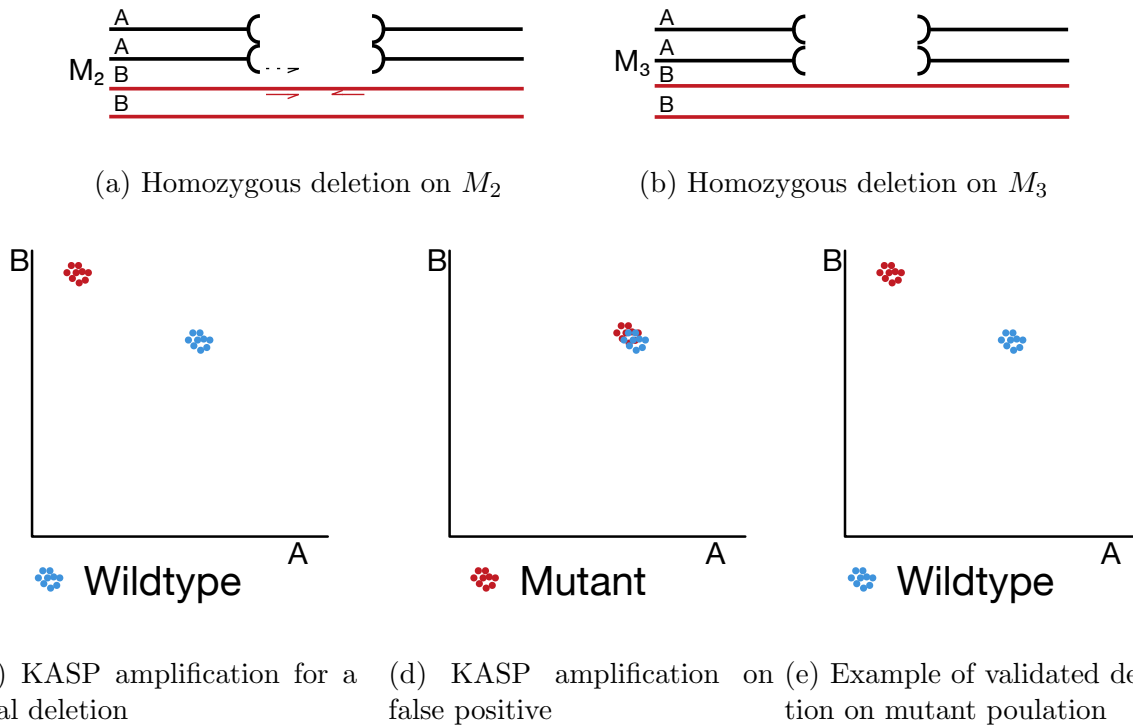 A
A
M2
B
B
A
A
M3
B
B
(a) Homozygous deletion on M2
(b) Homozygous deletion on M3
B
A
Wildtype
B
A
Mutant
B
A
Wildtype
) KASP amplification for a
al deletion
(d) KASP amplification on
false positive
(e) Example of validated de
tion on mutant poulation